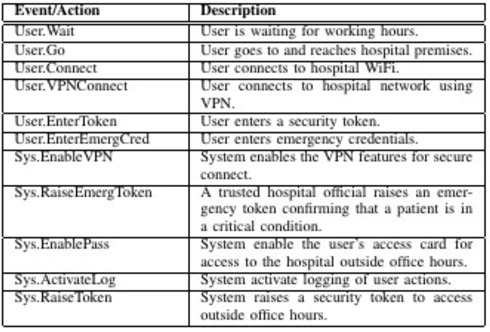 Event/Action Description
User.Wait User is waiting for working hours.
User.Go User goes to and reaches hospital premises.
User.Connect User connects to hospital WiFi.
User.VPNConnect User connects to hospital network using
VPN.
User.EnterToken User enters a security token.
User.EnterEmergCred User enters emergency credentials.
Sys.EnableVPN System enables the VPN features for secure
connect.
Sys.RaiseEmergToken A trusted hospital official raises an emer-
gency token confirming that a patient is in
a critical condition.
Sys.EnablePass System enable the user's access card for
access to the hospital outside office hours.
Sys.ActivateLog System activate logging of user actions.
Sys.RaiseToken System raises a security token to access
outside office hours.